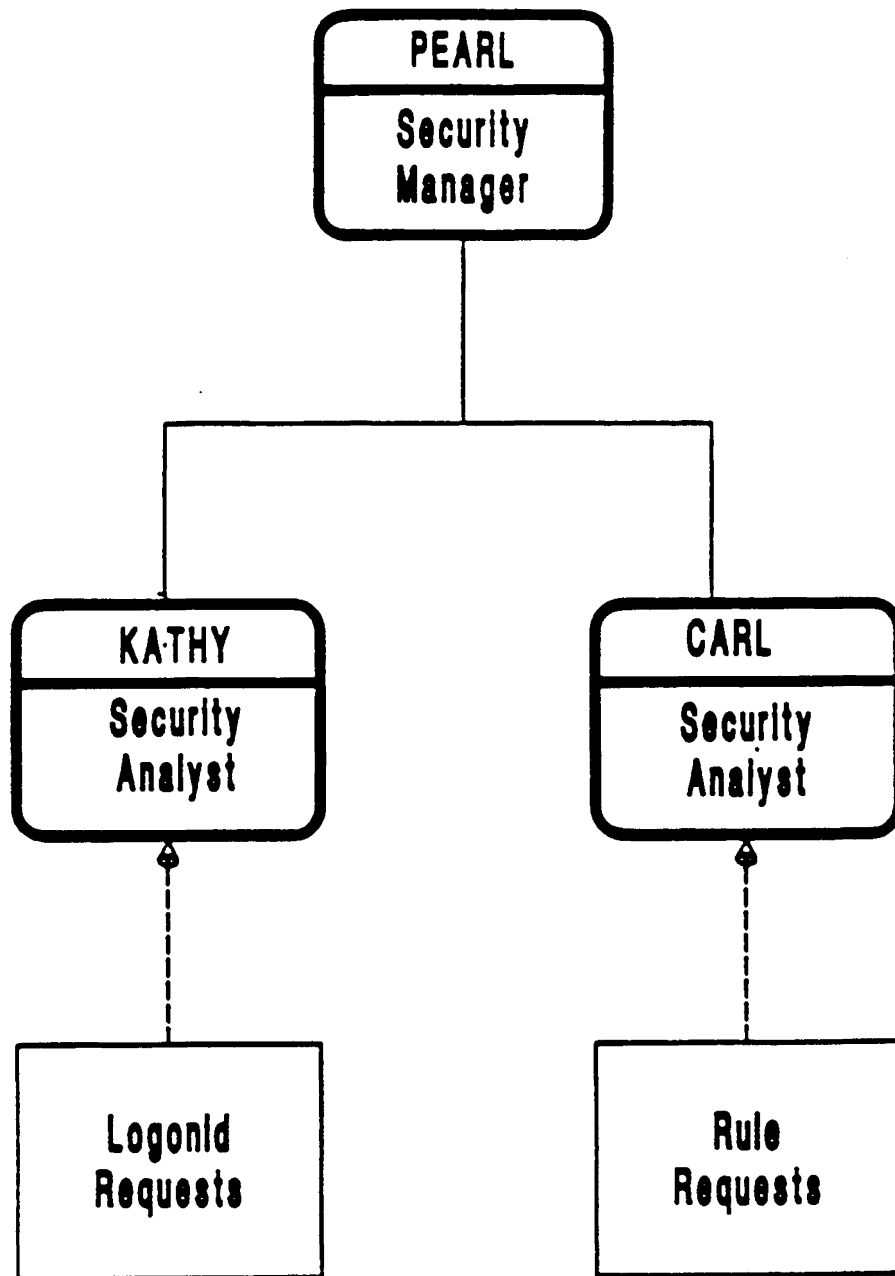 PEARL
Security
Manager
KATHY
Security
Analyst
CARL
Security
Analyst
Logonid
Requests
Rule
Requests